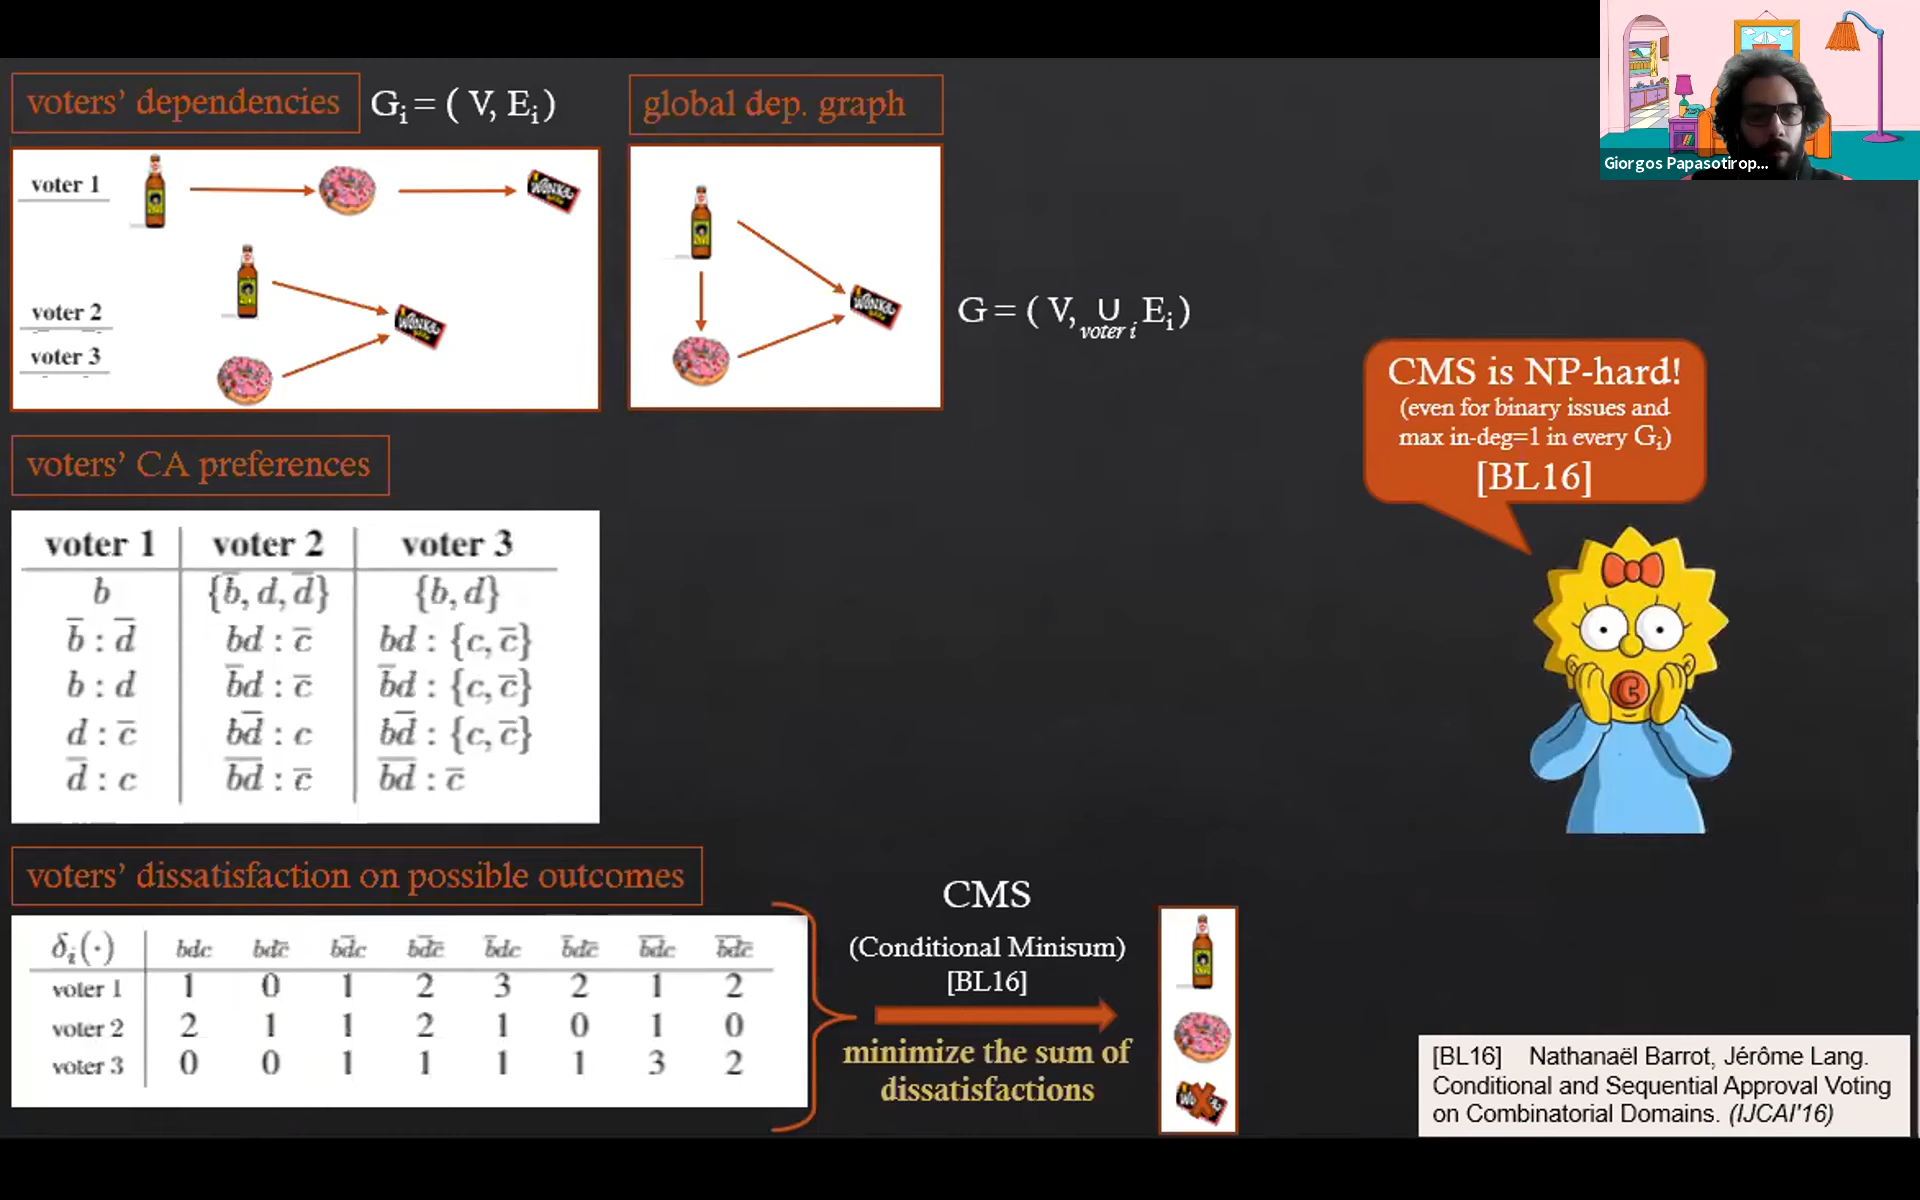 voters' dependencies
Gᵢ = ( V, Eᵢ )
global dep. graph
Giorgos Papasotirop...
voter 1
voter 2
voter 3
G = ( V, ∪ Eᵢ )
voter i
CMS is NP-hard!
(even for binary issues and
max in-deg=1 in every Gᵢ)
[BL16]
voters' CA preferences
voter 1 voter 2 voter 3
b {b̅, d, d̅} {b, d}
b̅ : d̅ bd : c̅ bd : {c, c̅}
b : d b̅d : c̅ b̅d : {c, c̅}
d : c̅ bd̅ : c bd̅ : {c, c̅}
d̅ : c b̅d̅ : c̅ b̅d̅ : c̅
voters' dissatisfaction on possible outcomes
δᵢ(·) bdc bdc̅ bd̅c bd̅c̅ b̅dc b̅dc̅ b̅d̅c b̅d̅c̅
voter 1 1 0 1 2 3 2 1 2
voter 2 2 1 1 2 1 0 1 0
voter 3 0 0 1 1 1 1 3 2
CMS
(Conditional Minisum)
[BL16]
minimize the sum of
dissatisfactions
[BL16] Nathanaël Barrot, Jérôme Lang.
Conditional and Sequential Approval Voting
on Combinatorial Domains. (IJCAI'16)